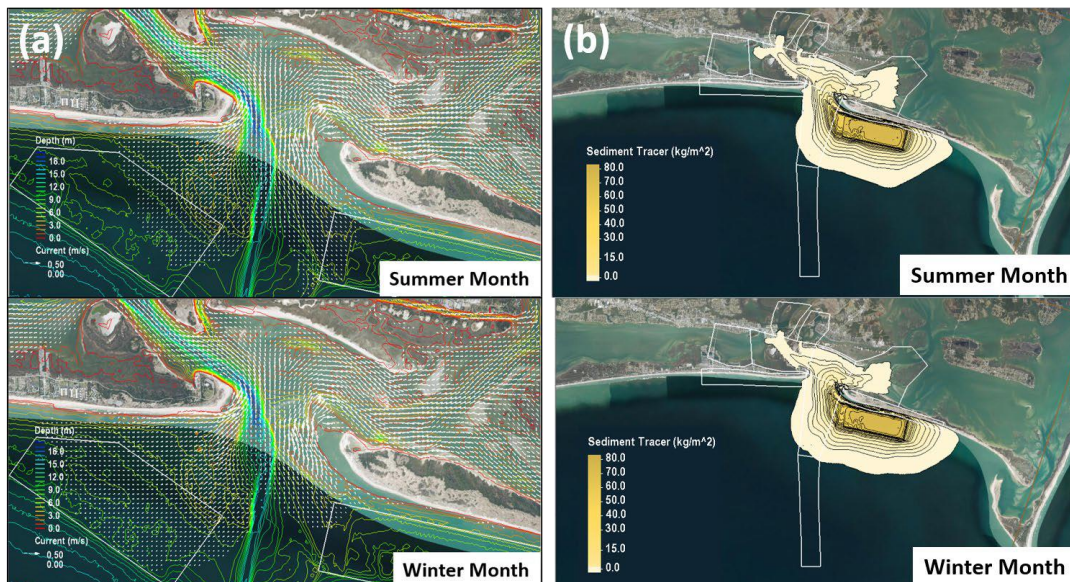 (a)
Depth (m)
18.0
15.0
12.0
9.0
6.0
3.0
0.0
Current (m/s)
0.50
0.00
Summer Month
(b)
Sediment Tracer (kg/m^2)
80.0
70.0
60.0
50.0
40.0
30.0
15.0
0.0
Summer Month
Depth (m)
18.0
15.0
12.0
9.0
6.0
3.0
0.0
Current (m/s)
0.50
0.00
Winter Month
Sediment Tracer (kg/m^2)
80.0
70.0
60.0
50.0
40.0
30.0
15.0
0.0
Winter Month